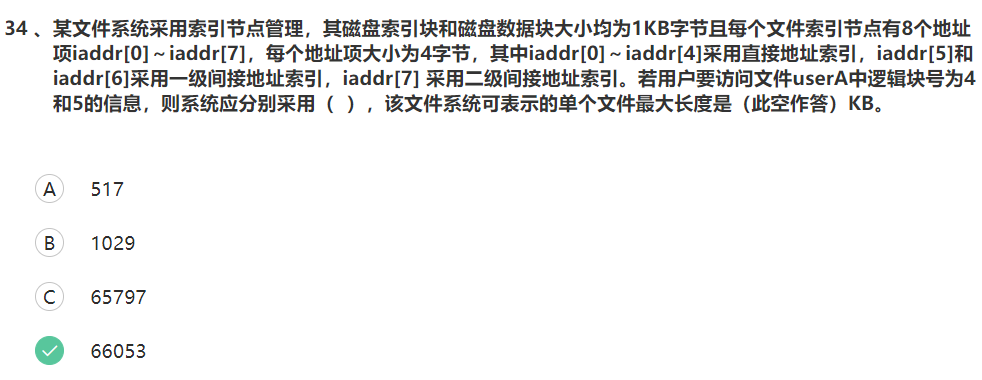 34 、某文件系统采用索引节点管理，其磁盘索引块和磁盘数据块大小均为1KB字节且每个文件索引节点有8个地址
项iaddr[0]～iaddr[7]，每个地址项大小为4字节，其中iaddr[0]～iaddr[4]采用直接地址索引，iaddr[5]和
iaddr[6]采用一级间接地址索引，iaddr[7] 采用二级间接地址索引。若用户要访问文件userA中逻辑块号为4
和5的信息，则系统应分别采用（  ），该文件系统可表示的单个文件最大长度是（此空作答）KB。
A 517
B 1029
C 65797
66053